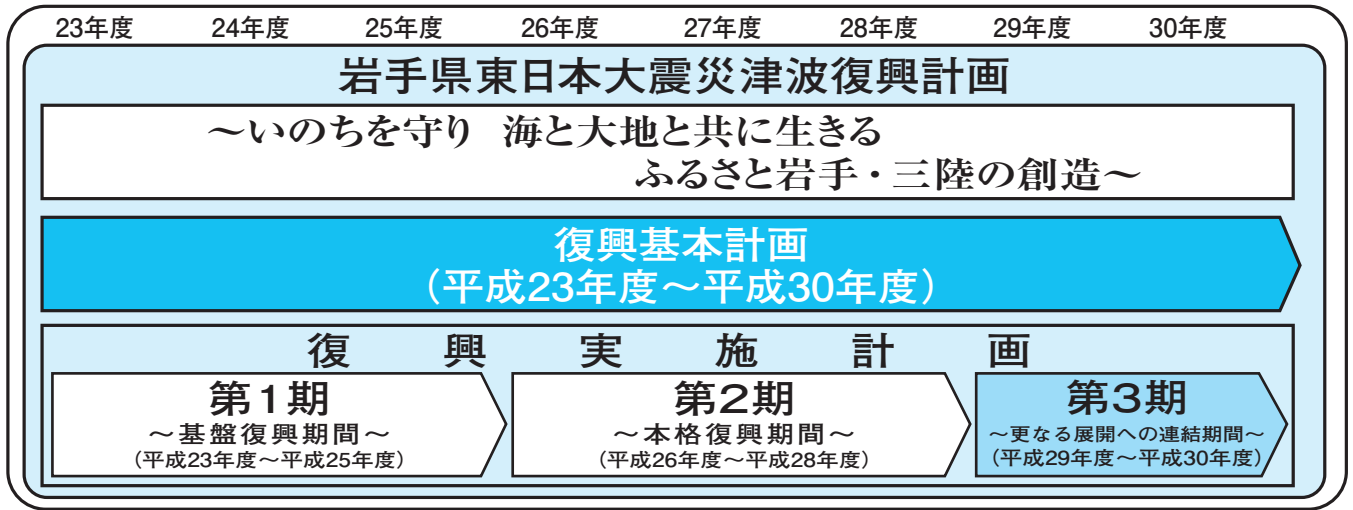 23年度 24年度 25年度 26年度 27年度 28年度 29年度 30年度
岩手県東日本大震災津波復興計画
～いのちを守り 海と大地と共に生きる
ふるさと岩手・三陸の創造～
復興基本計画
（平成23年度～平成30年度）
復興実施計画
第1期
～基盤復興期間～
（平成23年度～平成25年度）
第2期
～本格復興期間～
（平成26年度～平成28年度）
第3期
～更なる展開への連結期間～
（平成29年度～平成30年度）